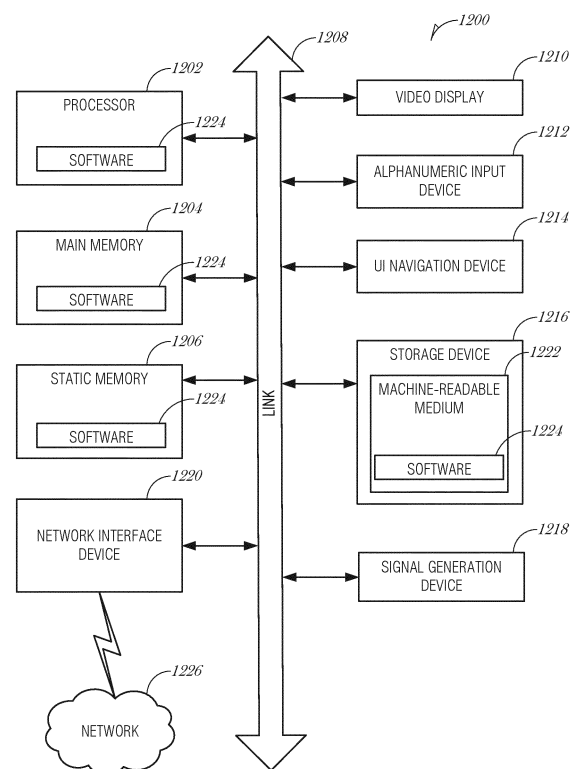 1200
1208
1202
PROCESSOR
1224
SOFTWARE
1204
MAIN MEMORY
1224
SOFTWARE
1206
STATIC MEMORY
1224
SOFTWARE
1220
NETWORK INTERFACE
DEVICE
1226
NETWORK
LINK
1210
VIDEO DISPLAY
1212
ALPHANUMERIC INPUT
DEVICE
1214
UI NAVIGATION DEVICE
1216
STORAGE DEVICE
1222
MACHINE-READABLE
MEDIUM
1224
SOFTWARE
1218
SIGNAL GENERATION
DEVICE